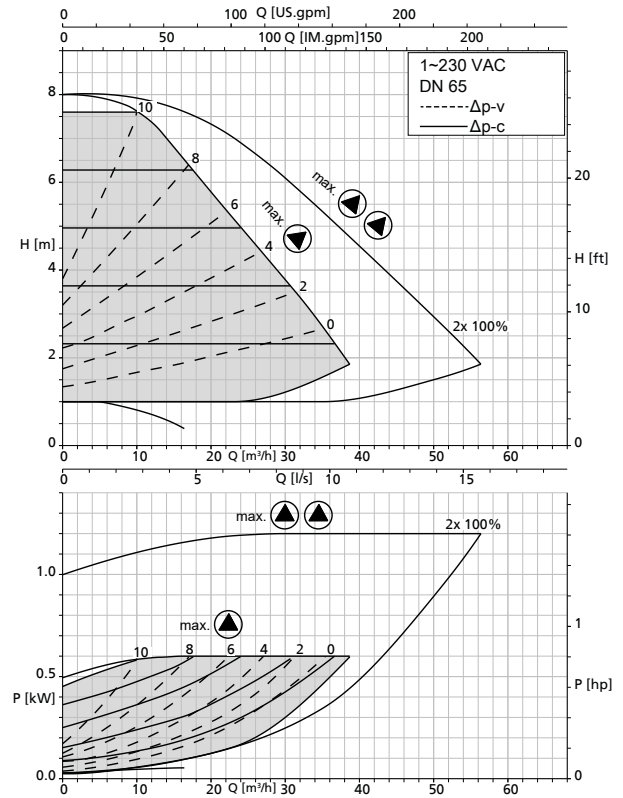 0 100 Q [US.gpm] 200
0 50 100 Q [IM.gpm] 150 200
1~230 VAC
DN 65
Δp-v
Δp-c
8
10
8
max.
6
20
6
max.
H [m]
4
H [ft]
4
2
10
0
2x 100%
2
0
0
0 10 20 Q [m³/h] 30 40 50 60
0 5 Q [l/s] 10 15
max.
2x 100%
1.0
max.
1
10 8 6 4 2 0
0.5
P [kW]
P [hp]
0.0
0
0 10 20 Q [m³/h] 30 40 50 60